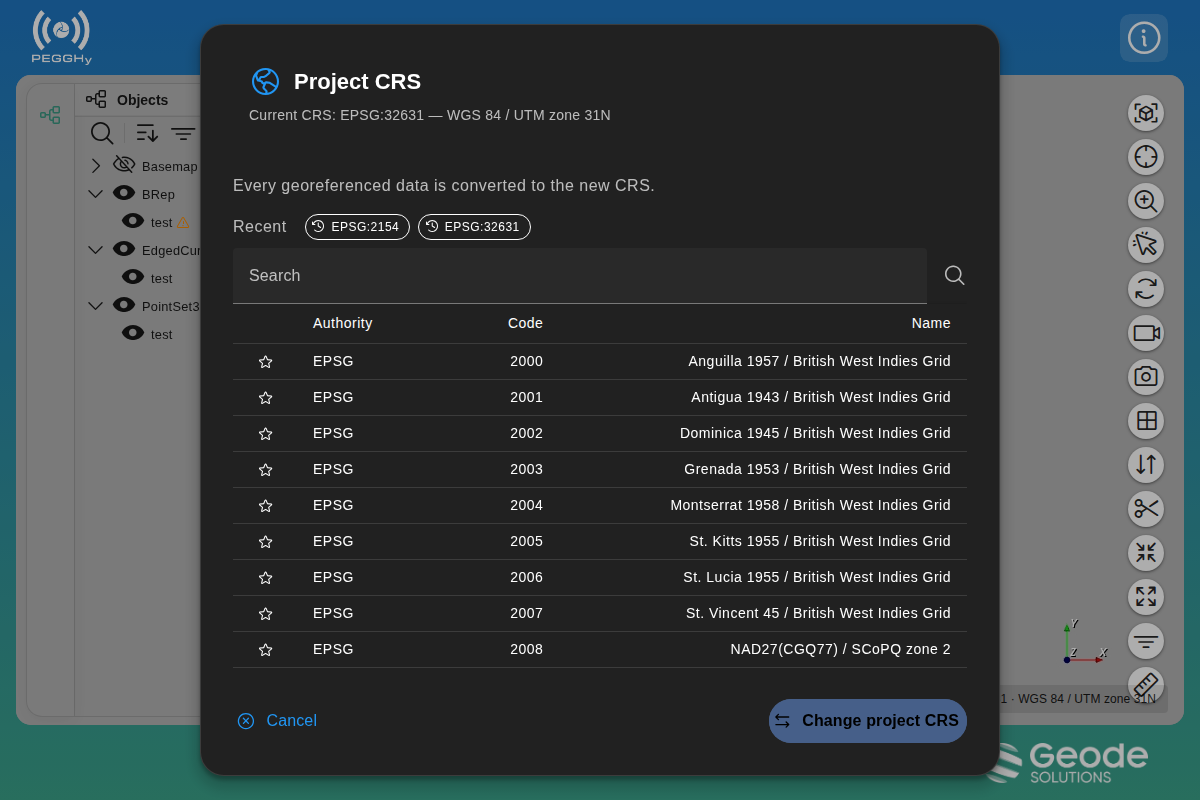 PEGGHy
Objects
Basemap
BRep
test
EdgedCur
test
PointSet3
test
Project CRS
Current CRS: EPSG:32631 — WGS 84 / UTM zone 31N
Every georeferenced data is converted to the new CRS.
Recent EPSG:2154 EPSG:32631
Search
Authority Code Name
EPSG 2000 Anguilla 1957 / British West Indies Grid
EPSG 2001 Antigua 1943 / British West Indies Grid
EPSG 2002 Dominica 1945 / British West Indies Grid
EPSG 2003 Grenada 1953 / British West Indies Grid
EPSG 2004 Montserrat 1958 / British West Indies Grid
EPSG 2005 St. Kitts 1955 / British West Indies Grid
EPSG 2006 St. Lucia 1955 / British West Indies Grid
EPSG 2007 St. Vincent 45 / British West Indies Grid
EPSG 2008 NAD27(CGQ77) / SCoPQ zone 2
Cancel
Change project CRS
Y
Z X
1 · WGS 84 / UTM zone 31N
Geode
SOLUTIONS